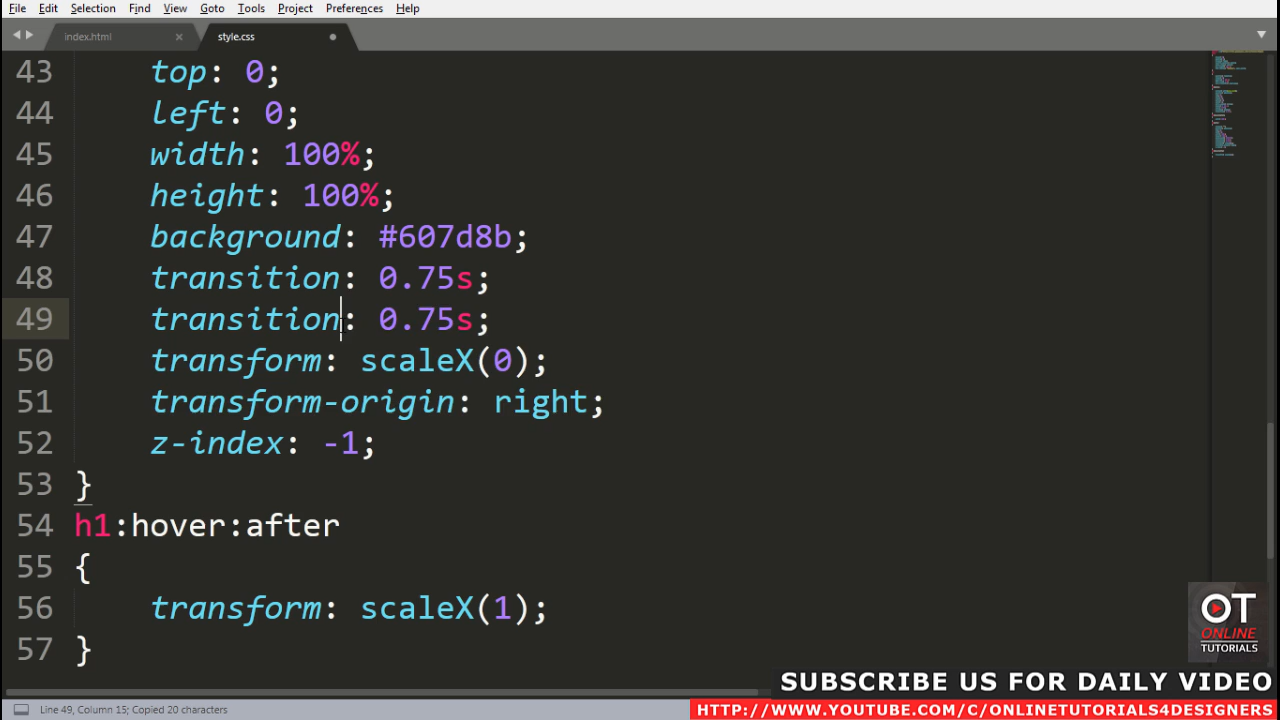 File Edit Selection Find View Goto Tools Project Preferences Help
index.html × style.css
43 top: 0;
44 left: 0;
45 width: 100%;
46 height: 100%;
47 background: #607d8b;
48 transition: 0.75s;
49 transition: 0.75s;
50 transform: scaleX(0);
51 transform-origin: right;
52 z-index: -1;
53 }
54 h1:hover:after
55 {
56 transform: scaleX(1);
57 }
OT
ONLINE
TUTORIALS
SUBSCRIBE US FOR DAILY VIDEO
Line 49, Column 15; Copied 20 characters
HTTP://WWW.YOUTUBE.COM/C/ONLINETUTORIALS4DESIGNERS